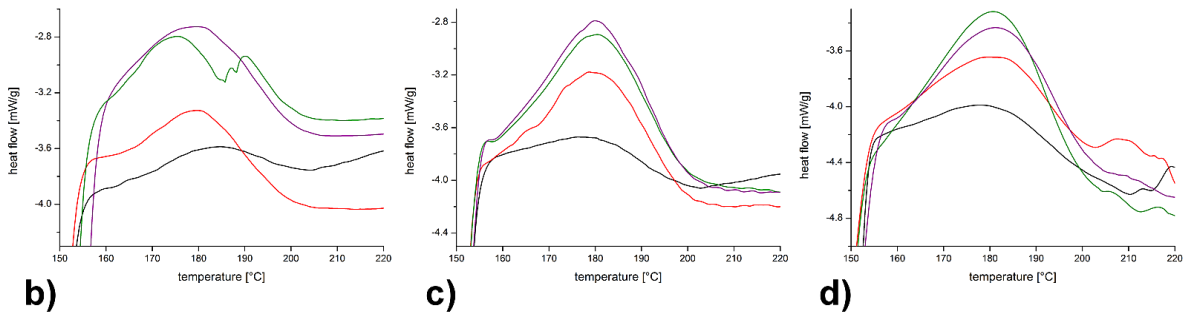 -2.8
-3.2
-3.6
-4.0
heat flow [mW/g]
150 160 170 180 190 200 210 220
temperature [°C]
b)
-2.8
-3.2
-3.6
-4.0
-4.4
heat flow [mW/g]
150 160 170 180 190 200 210 220
temperature [°C]
c)
-3.6
-4.0
-4.4
-4.8
heat flow [mW/g]
150 160 170 180 190 200 210 220
temperature [°C]
d)